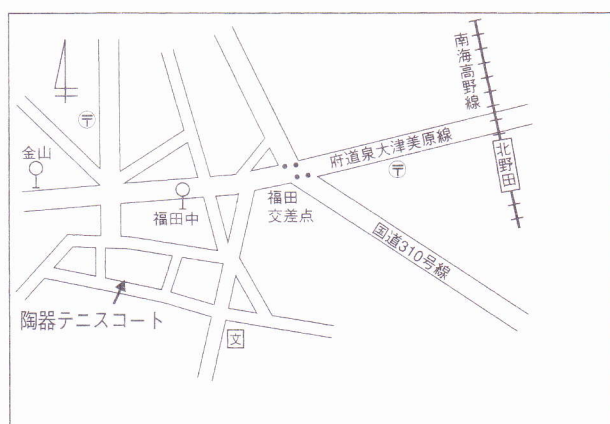 南海高野線
北野田
府道泉大津美原線
〒
〒
金山
福田中
福田
交差点
国道310号線
陶器テニスコート
文